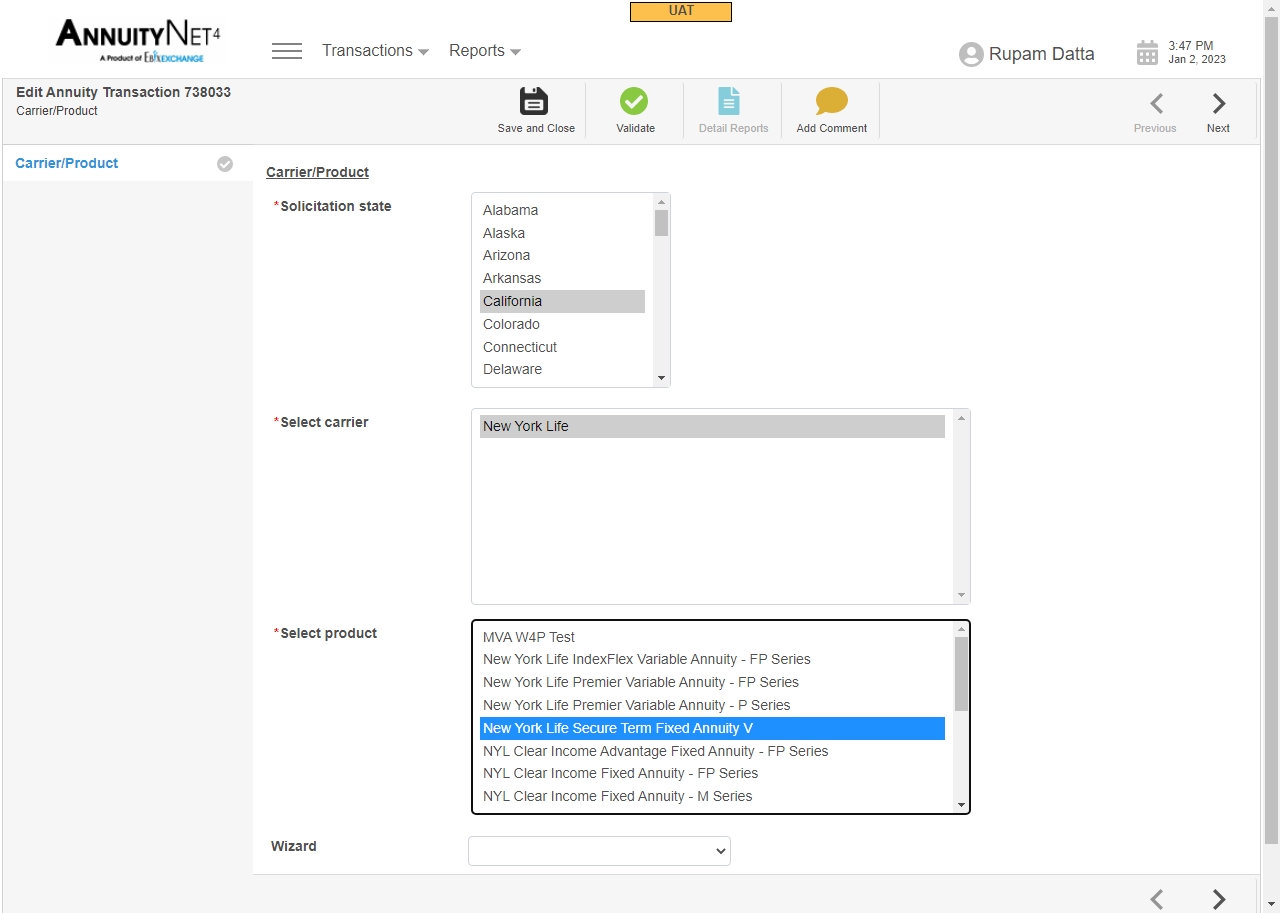 UAT
ANNUITYNET4
A Product of EBIXEXCHANGE
Transactions
Reports
Rupam Datta
3:47 PM
Jan 2, 2023
Edit Annuity Transaction 738033
Carrier/Product
Save and Close
Validate
Detail Reports
Add Comment
Previous
Next
Carrier/Product
Carrier/Product
*Solicitation state
Alabama
Alaska
Arizona
Arkansas
California
Colorado
Connecticut
Delaware
*Select carrier
New York Life
*Select product
MVA W4P Test
New York Life IndexFlex Variable Annuity - FP Series
New York Life Premier Variable Annuity - FP Series
New York Life Premier Variable Annuity - P Series
New York Life Secure Term Fixed Annuity V
NYL Clear Income Advantage Fixed Annuity - FP Series
NYL Clear Income Fixed Annuity - FP Series
NYL Clear Income Fixed Annuity - M Series
Wizard